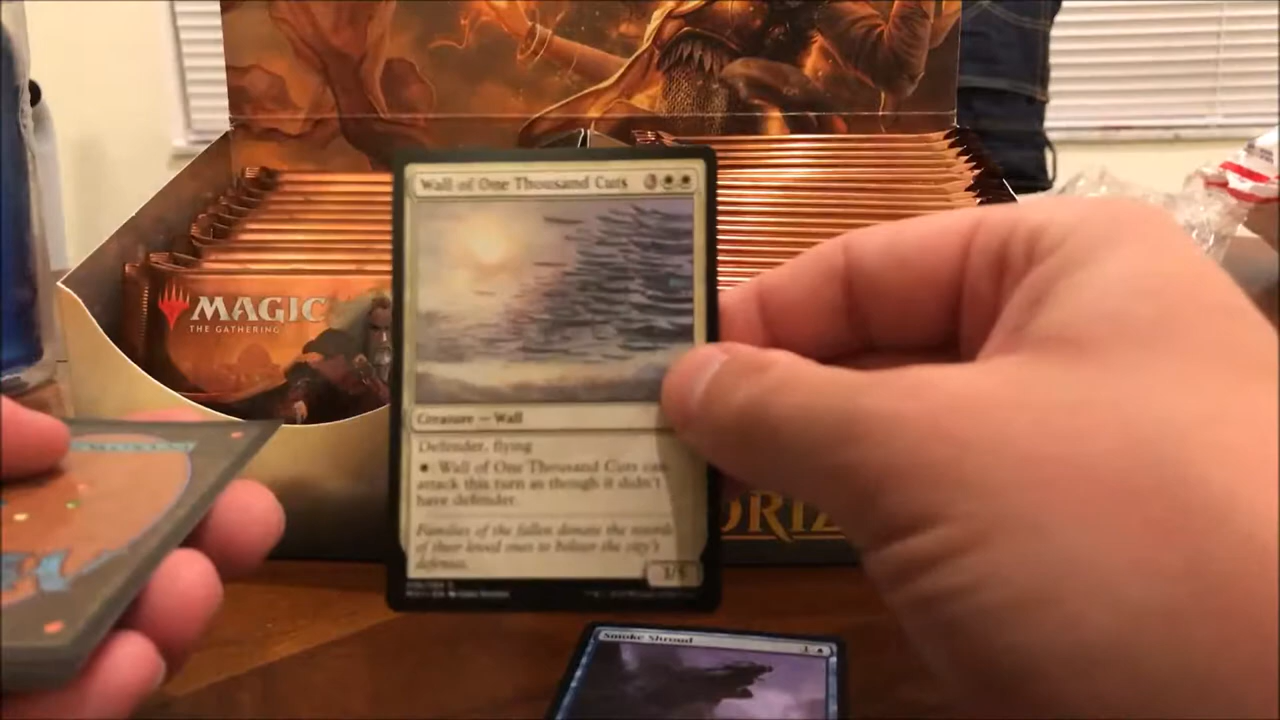 Wall of One Thousand Cuts 3
MAGIC
THE GATHERING
Creature — Wall
Defender, flying
: Wall of One Thousand Cuts can
attack this turn as though it didn't
have defender.
Families of the fallen donate the swords
of their loved ones to bolster the city's
defenses.
ORIZ
Smoke Shroud 1